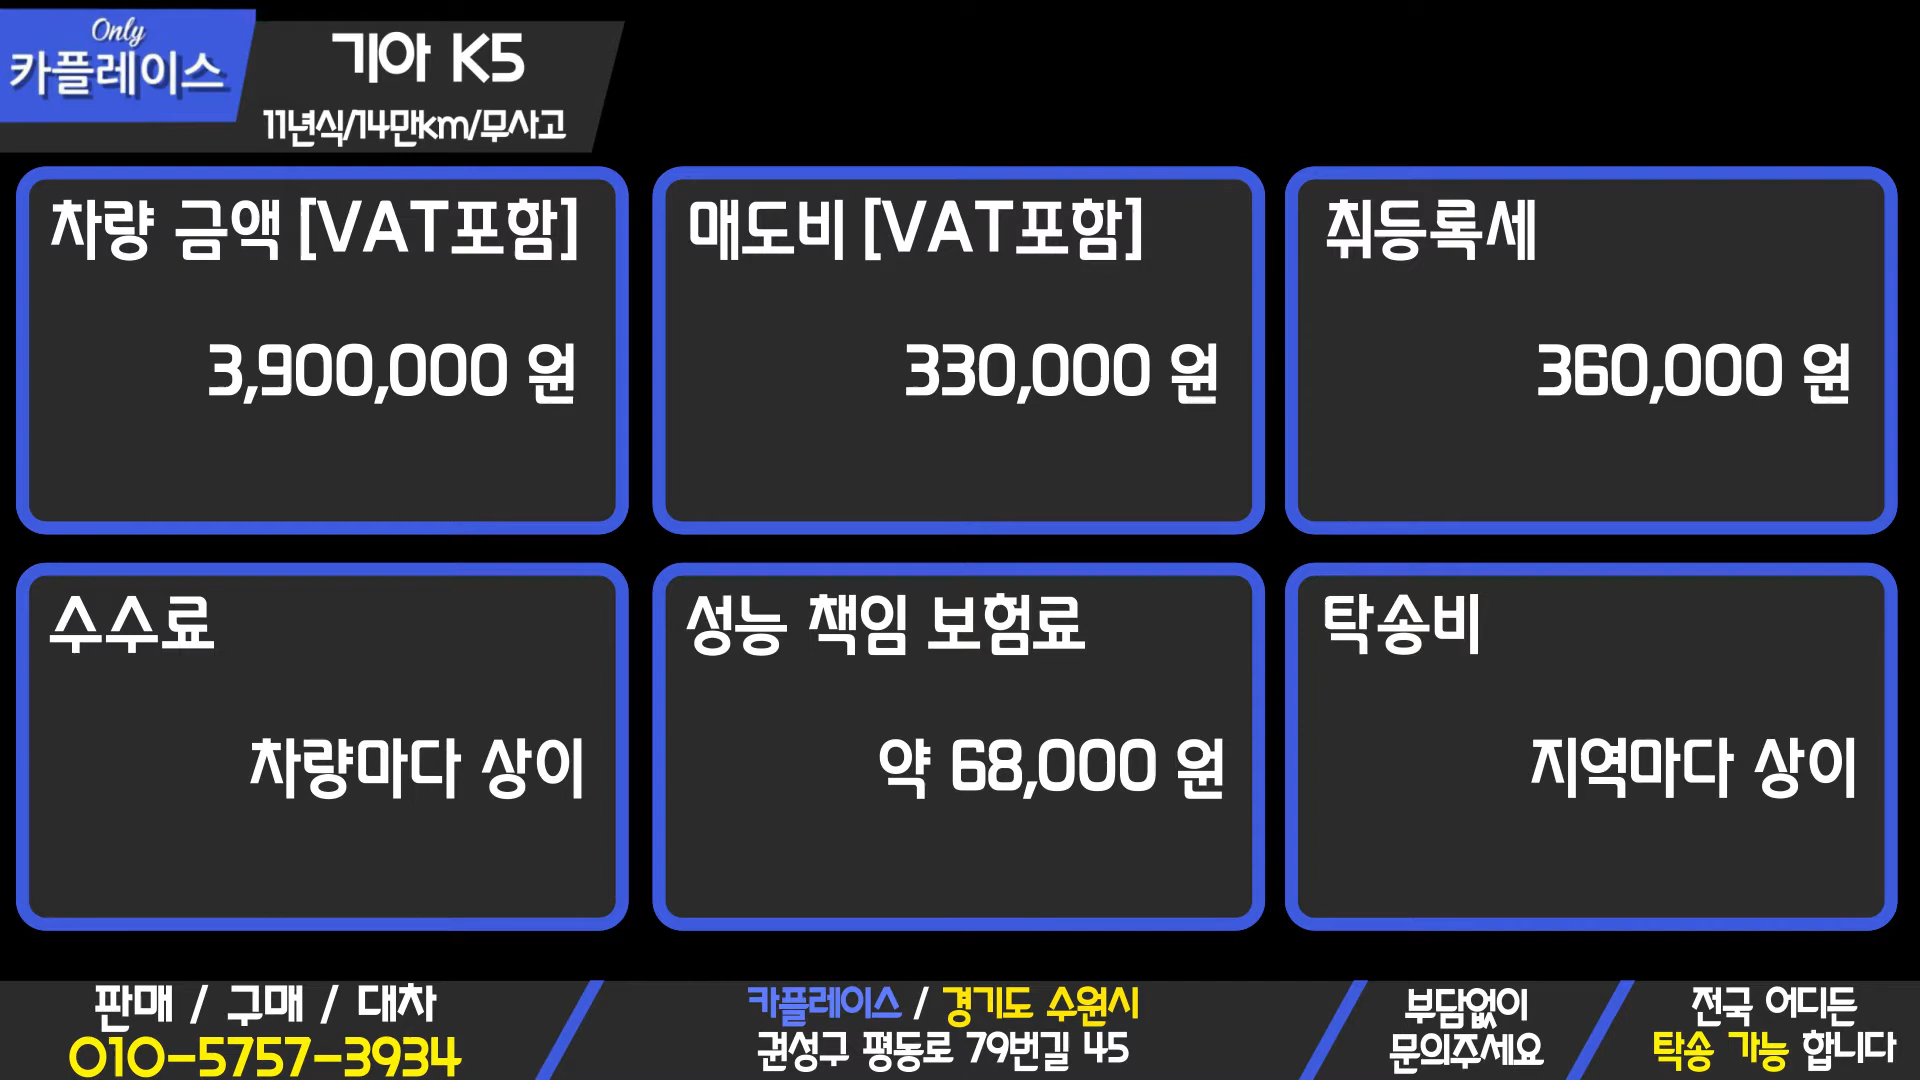 Only
카플레이스
기아 K5
11년식/14만km/무사고
차량 금액 [VAT포함]
3,900,000 원
매도비 [VAT포함]
330,000 원
취등록세
360,000 원
수수료
차량마다 상이
성능 책임 보험료
약 68,000 원
탁송비
지역마다 상이
판매 / 구매 / 대차
010-5757-3934
카플레이스 / 경기도 수원시
권성구 평동로 79번길 45
부담없이
문의주세요
전국 어디든
탁송 가능 합니다